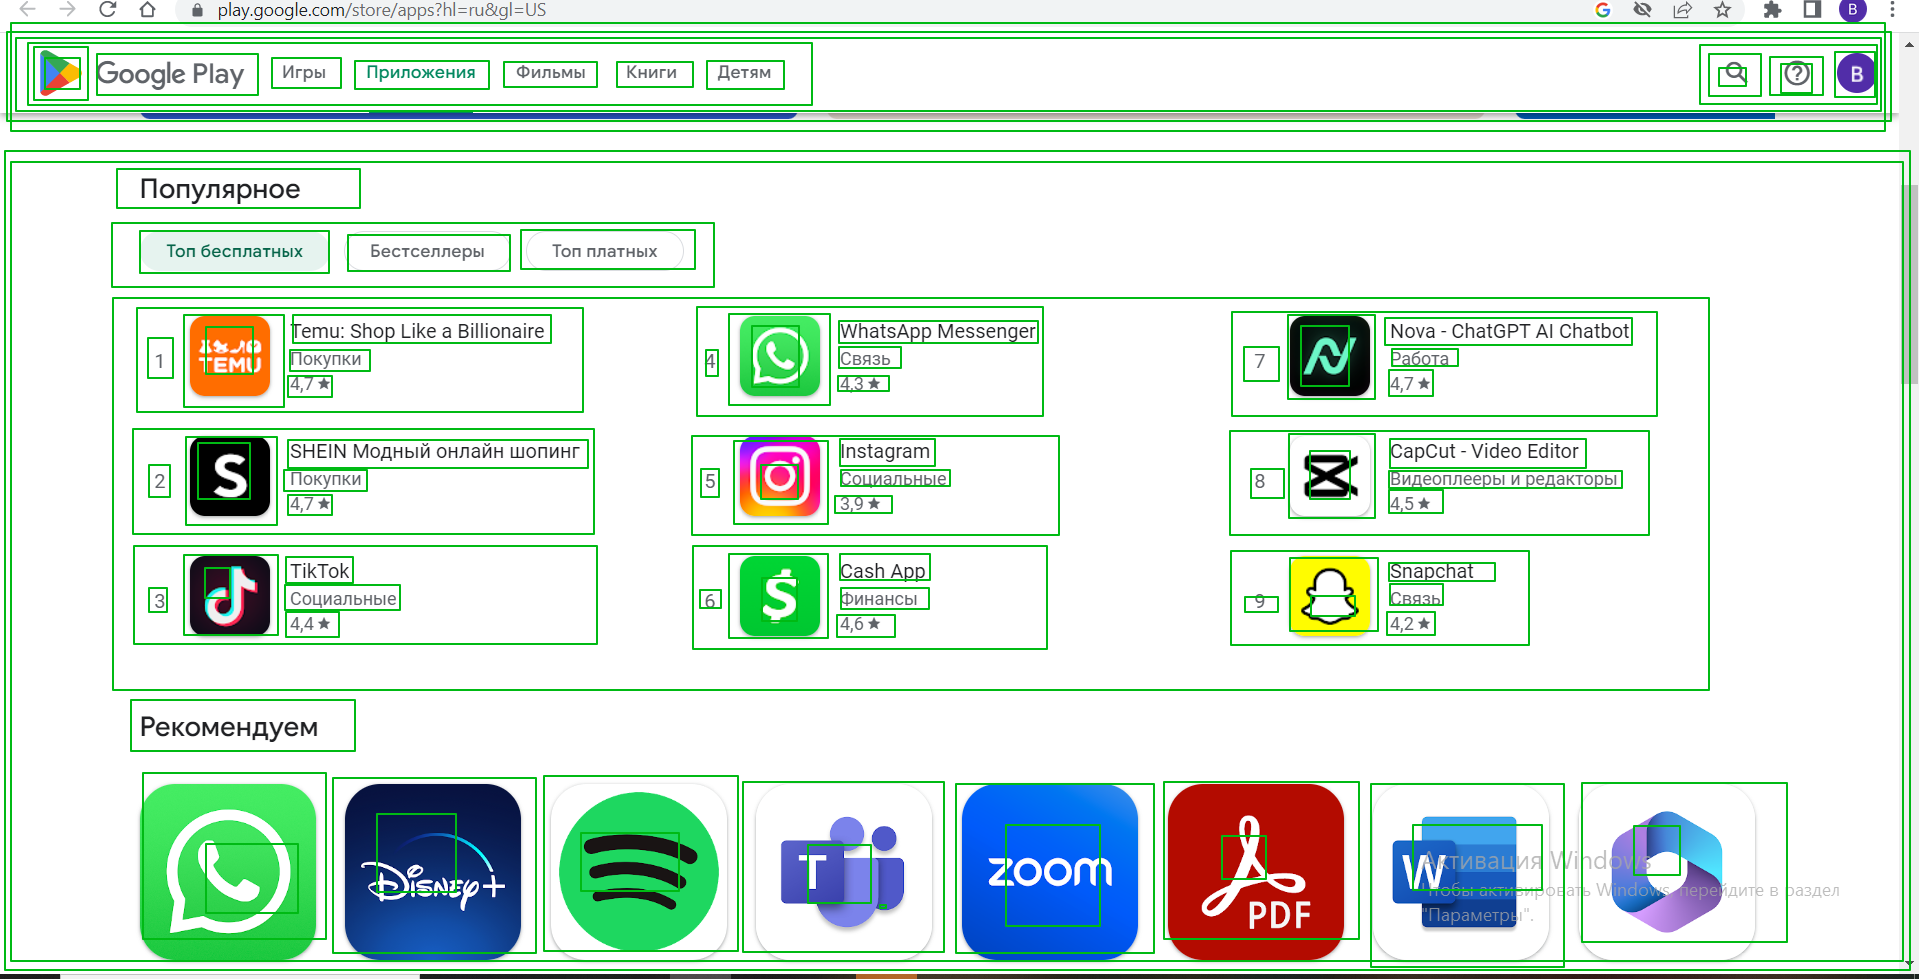 play.google.com/store/apps?hl=ru&gl=US
B
Google Play
Игры
Приложения
Фильмы
Книги
Детям
B
Популярное
Топ бесплатных
Бестселлеры
Топ платных
1
TEMU
Temu: Shop Like a Billionaire
Покупки
4,7 ★
4
WhatsApp Messenger
Связь
4,3 ★
7
Nova - ChatGPT AI Chatbot
Работа
4,7 ★
2
S
SHEIN Модный онлайн шопинг
Покупки
4,7 ★
5
Instagram
Социальные
3,9 ★
8
CapCut - Video Editor
Видеоплееры и редакторы
4,5 ★
3
TikTok
Социальные
4,4 ★
6
$
Cash App
Финансы
4,6 ★
9
Snapchat
Связь
4,2 ★
Рекомендуем
Disney+
T
zoom
PDF
W
Активация Windows
Чтобы активировать Windows, перейдите в раздел
"Параметры".